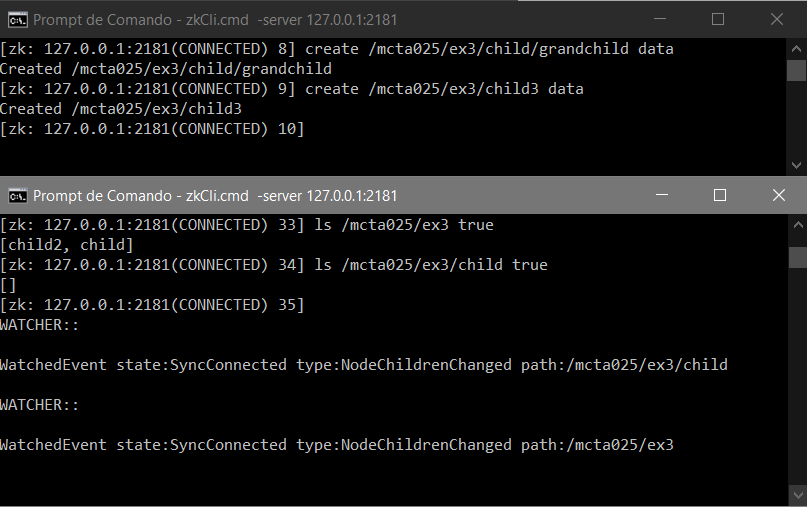 Prompt de Comando - zkCli.cmd  -server 127.0.0.1:2181
[zk: 127.0.0.1:2181(CONNECTED) 8] create /mcta025/ex3/child/grandchild data
Created /mcta025/ex3/child/grandchild
[zk: 127.0.0.1:2181(CONNECTED) 9] create /mcta025/ex3/child3 data
Created /mcta025/ex3/child3
[zk: 127.0.0.1:2181(CONNECTED) 10]
Prompt de Comando - zkCli.cmd  -server 127.0.0.1:2181
[zk: 127.0.0.1:2181(CONNECTED) 33] ls /mcta025/ex3 true
[child2, child]
[zk: 127.0.0.1:2181(CONNECTED) 34] ls /mcta025/ex3/child true
[]
[zk: 127.0.0.1:2181(CONNECTED) 35]
WATCHER::
WatchedEvent state:SyncConnected type:NodeChildrenChanged path:/mcta025/ex3/child
WATCHER::
WatchedEvent state:SyncConnected type:NodeChildrenChanged path:/mcta025/ex3